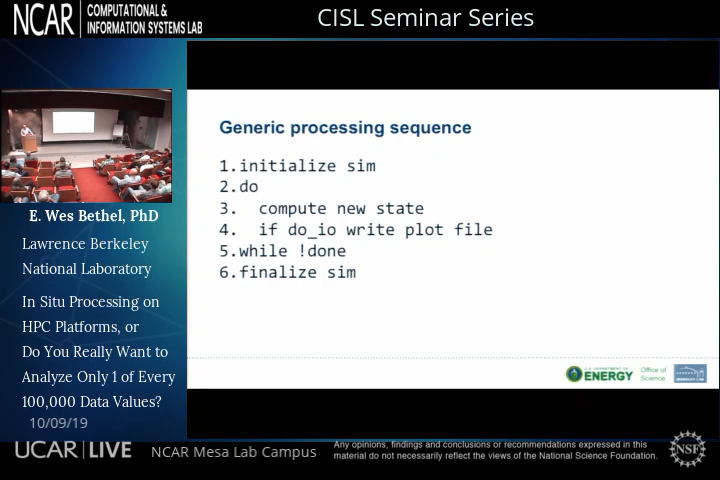 NCAR
COMPUTATIONAL &
INFORMATION SYSTEMS LAB
CISL Seminar Series
Generic processing sequence
1.initialize sim
2.do
3. compute new state
4. if do_io write plot file
5.while !done
6.finalize sim
E. Wes Bethel, PhD
Lawrence Berkeley
National Laboratory
In Situ Processing on
HPC Platforms, or
Do You Really Want to
Analyze Only 1 of Every
100,000 Data Values?
10/09/19
U.S. DEPARTMENT OF
ENERGY
Office of
Science
UCAR LIVE
NCAR Mesa Lab Campus
Any opinions, findings and conclusions or recommendations expressed in this
material do not necessarily reflect the views of the National Science Foundation.
NSF